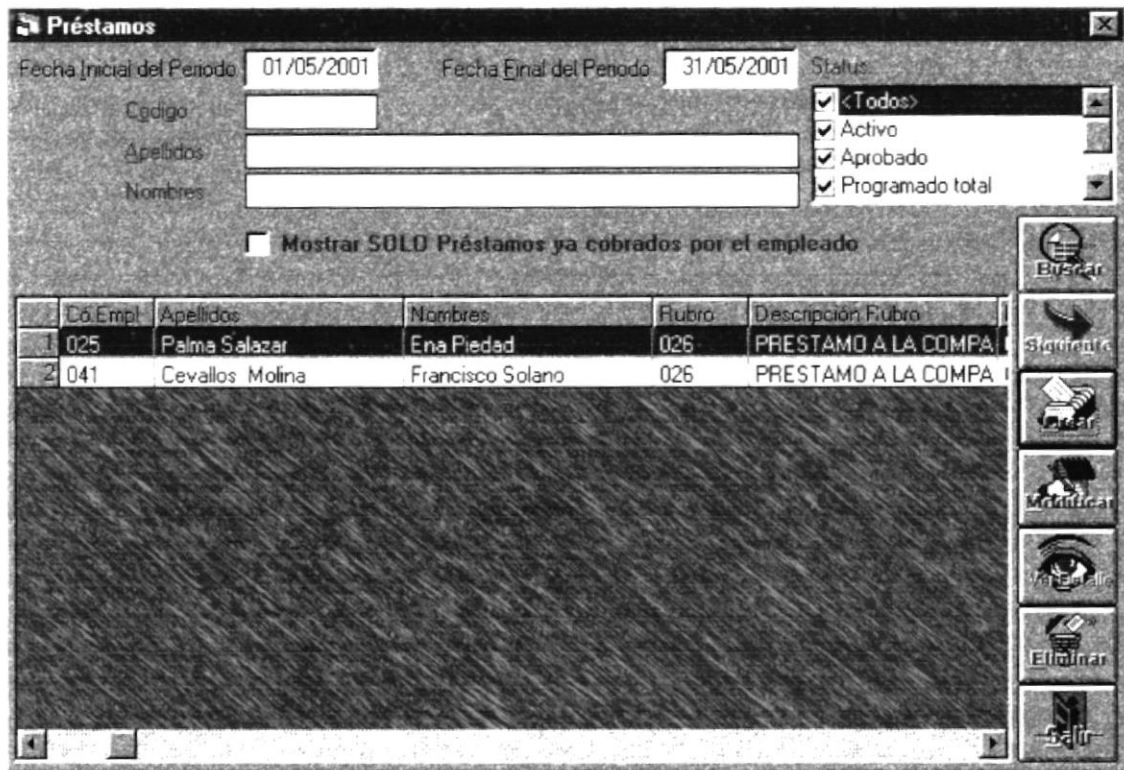 Préstamos
Fecha Inicial del Periodo 01/05/2001 Fecha Final del Periodo 31/05/2001 Status:
<Todos>
Código
Activo
Apellidos
Aprobado
Nombres
Programado total
Mostrar SOLO Préstamos ya cobrados por el empleado
Buscar
Có.Empl Apellidos Nombres Rubro Descripción Rubro
1 025 Palma Salazar Ena Piedad 026 PRESTAMO A LA COMPA
Siguiente
2 041 Cevallos Molina Francisco Solano 026 PRESTAMO A LA COMPA
Crear
Modificar
Ver Detalle
Eliminar
Salir